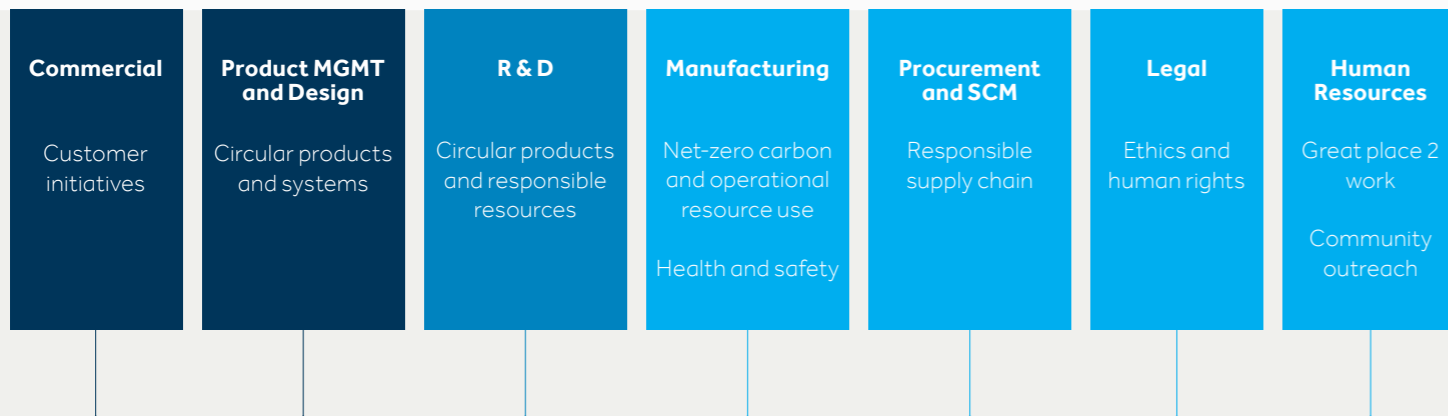 Commercial
Customer
initiatives
Product MGMT
and Design
Circular products
and systems
R & D
Circular products
and responsible
resources
Manufacturing
Net-zero carbon
and operational
resource use
Health and safety
Procurement
and SCM
Responsible
supply chain
Legal
Ethics and
human rights
Human
Resources
Great place 2
work
Community
outreach